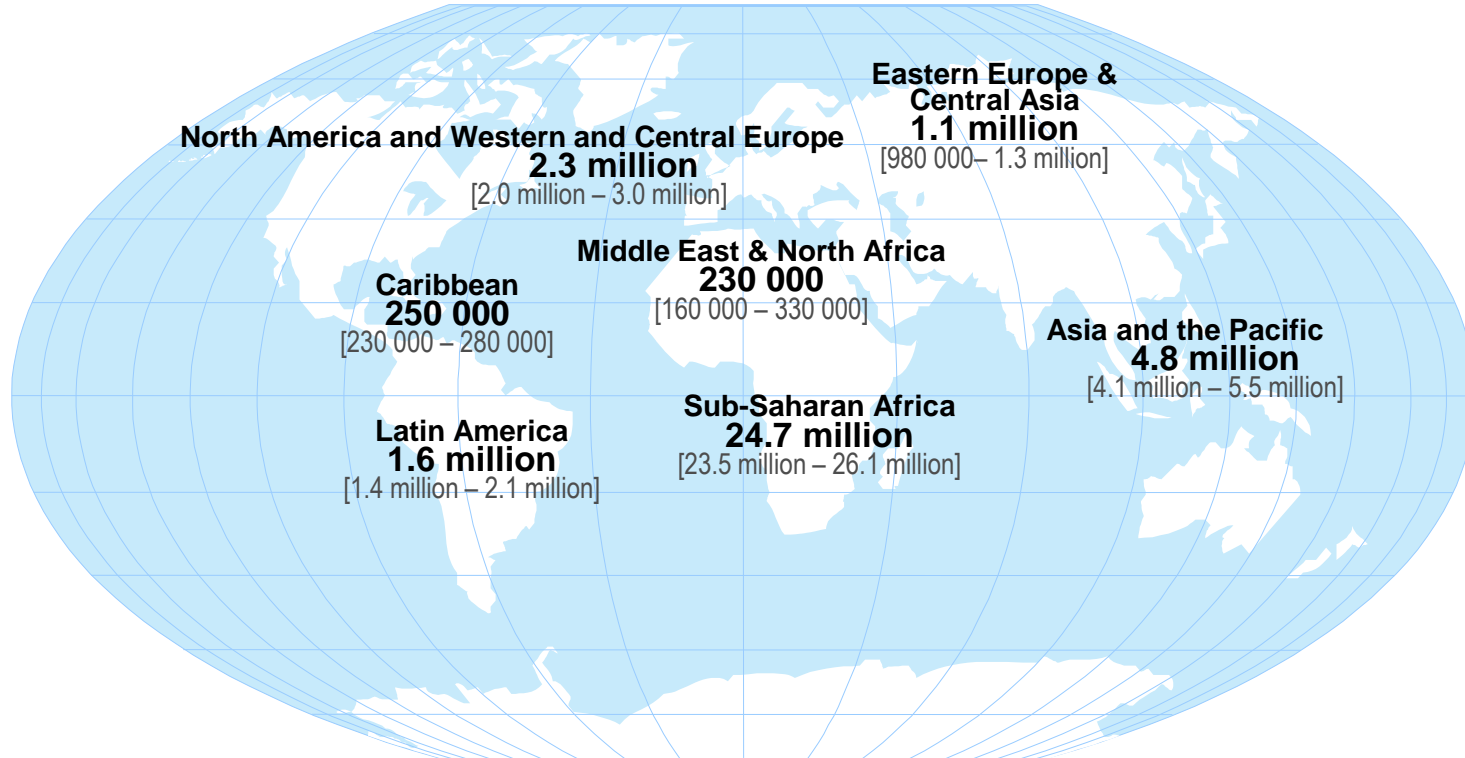 Eastern Europe &
Central Asia
1.1 million
[980 000– 1.3 million]
North America and Western and Central Europe
2.3 million
[2.0 million – 3.0 million]
Middle East & North Africa
230 000
[160 000 – 330 000]
Caribbean
250 000
[230 000 – 280 000]
Asia and the Pacific
4.8 million
[4.1 million – 5.5 million]
Sub-Saharan Africa
24.7 million
[23.5 million – 26.1 million]
Latin America
1.6 million
[1.4 million – 2.1 million]